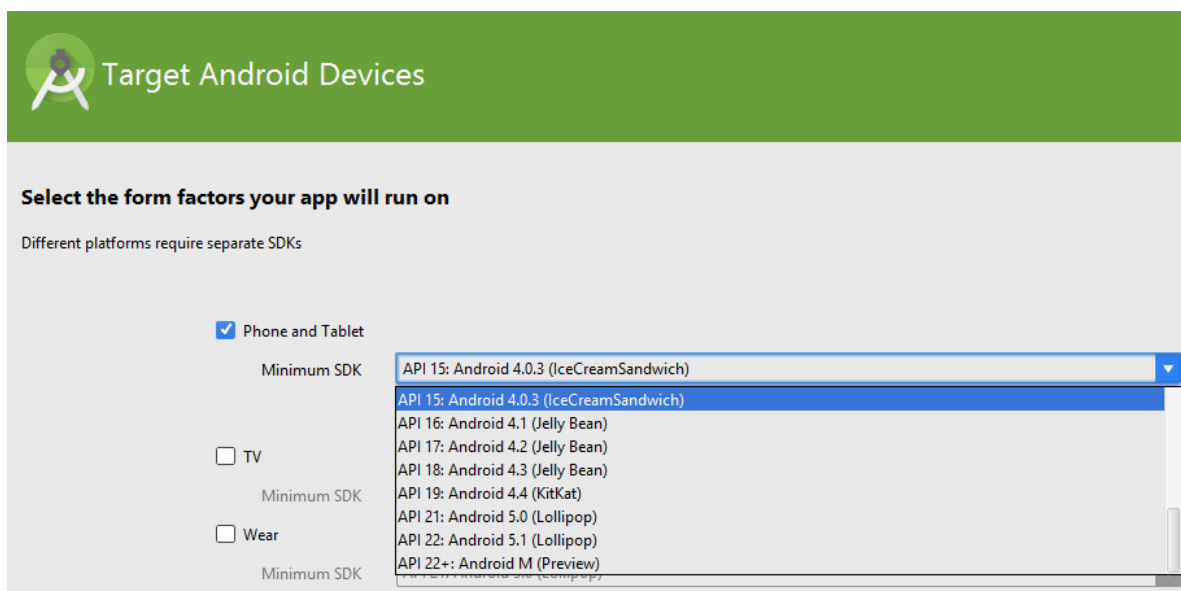 Target Android Devices
Select the form factors your app will run on
Different platforms require separate SDKs
Phone and Tablet
Minimum SDK
API 15: Android 4.0.3 (IceCreamSandwich)
API 15: Android 4.0.3 (IceCreamSandwich)
API 16: Android 4.1 (Jelly Bean)
API 17: Android 4.2 (Jelly Bean)
TV
API 18: Android 4.3 (Jelly Bean)
Minimum SDK
API 19: Android 4.4 (KitKat)
API 21: Android 5.0 (Lollipop)
Wear
API 22: Android 5.1 (Lollipop)
API 22+: Android M (Preview)
Minimum SDK